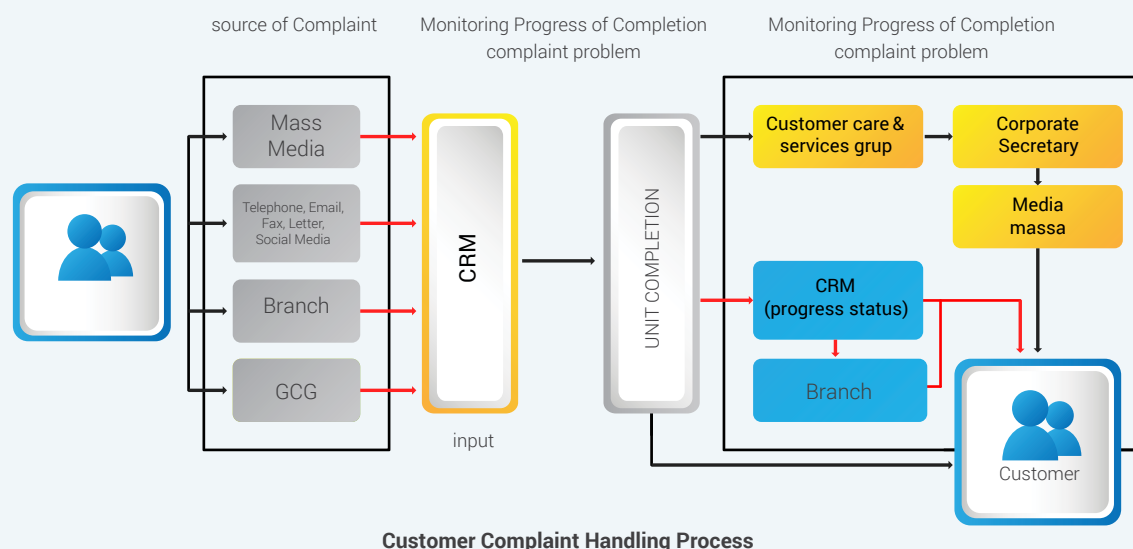 source of Complaint
Monitoring Progress of Completion
complaint problem
Monitoring Progress of Completion
complaint problem
Mass
Media
Telephone, Email,
Fax, Letter,
Social Media
Branch
GCG
CRM
input
UNIT COMPLETION
Customer care &
services grup
Corporate
Secretary
Media
massa
CRM
(progress status)
Branch
Customer
Customer Complaint Handling Process